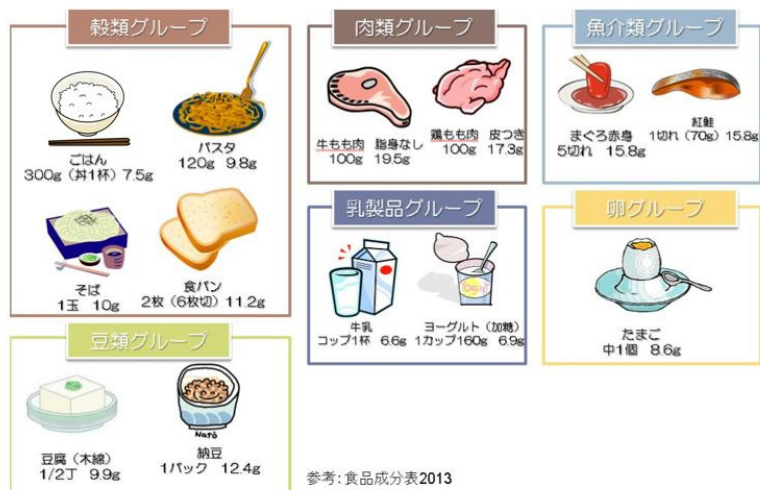 穀類グループ
ごはん
300g（丼1杯）7.5g
パスタ
120g 9.8g
そば
1玉 10g
食パン
2枚（6枚切）11.2g
肉類グループ
牛もも肉 脂身なし
100g 19.5g
鶏もも肉 皮つき
100g 17.3g
魚介類グループ
まぐろ赤身
5切れ 15.8g
紅鮭
1切れ（70g）15.8g
乳製品グループ
牛乳
コップ1杯 6.6g
ヨーグルト（加糖）
1カップ160g 6.9g
卵グループ
たまご
中1個 8.6g
豆類グループ
豆腐（木綿）
1/2丁 9.9g
Natō
納豆
1パック 12.4g
参考:食品成分表2013